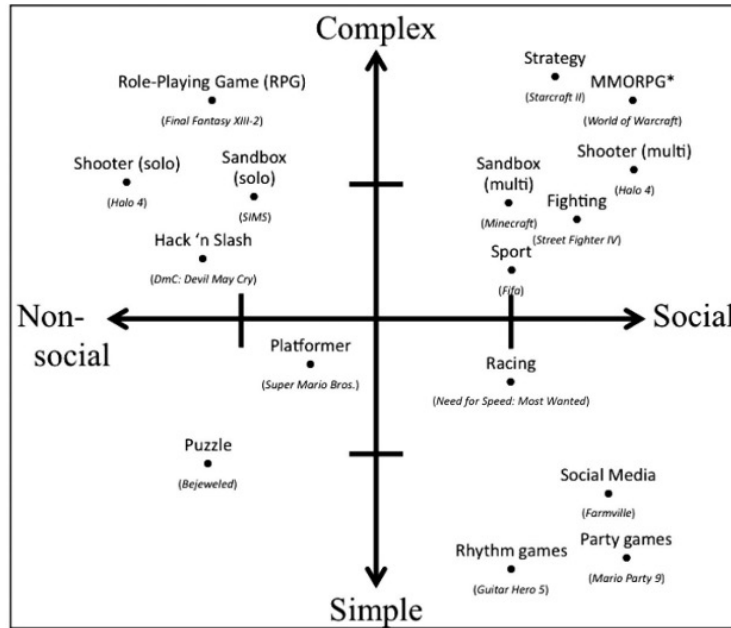 Complex
Strategy
(Starcraft II)
Role-Playing Game (RPG)
(Final Fantasy XIII-2)
MMORPG*
(World of Warcraft)
Shooter (solo)
(Halo 4)
Sandbox
(solo)
(SIMS)
Sandbox
(multi)
(Minecraft)
Shooter (multi)
(Halo 4)
Fighting
(Street Fighter IV)
Hack ‘n Slash
(DmC: Devil May Cry)
Sport
(Fifa)
Non-
social
Social
Platformer
(Super Mario Bros.)
Racing
(Need for Speed: Most Wanted)
Puzzle
(Bejeweled)
Social Media
(Farmville)
Rhythm games
(Guitar Hero 5)
Party games
(Mario Party 9)
Simple